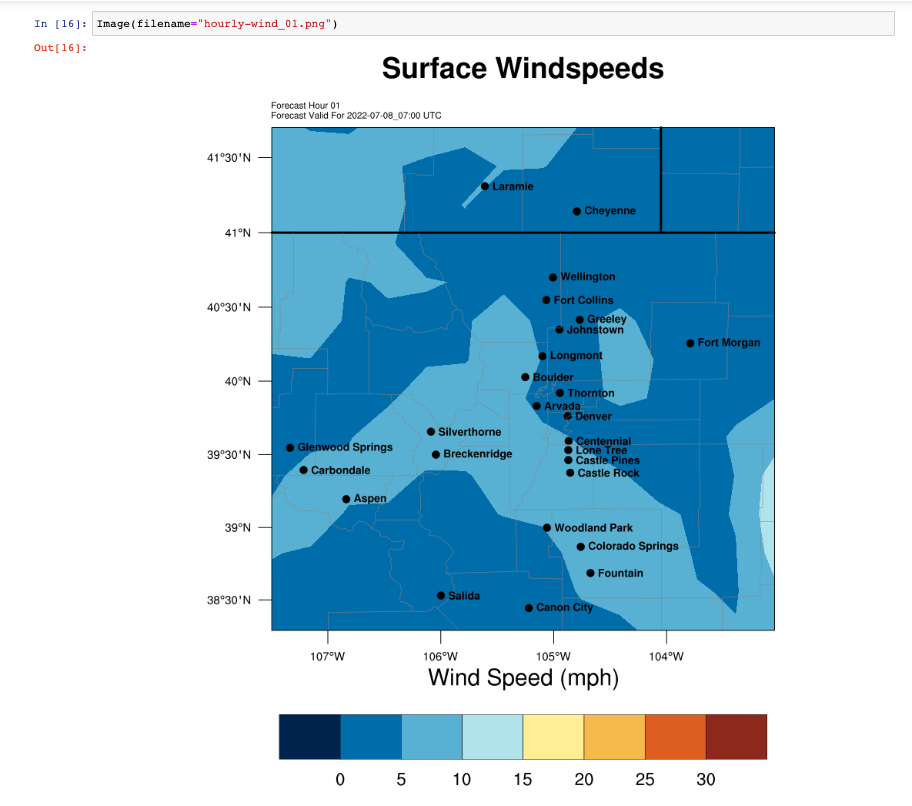 In [16]: Image(filename="hourly-wind_01.png")
Out[16]:
Surface Windspeeds
Forecast Hour 01
Forecast Valid For 2022-07-08_07:00 UTC
41°30'N
Laramie
Cheyenne
41°N
Wellington
40°30'N
Fort Collins
Greeley
Johnstown
Fort Morgan
Longmont
40°N
Boulder
Thornton
Arvada
Denver
Silverthorne
Centennial
39°30'N
Glenwood Springs
Lone Tree
Breckenridge
Castle Pines
Carbondale
Castle Rock
Aspen
39°N
Woodland Park
Colorado Springs
Fountain
38°30'N
Salida
Canon City
107°W 106°W 105°W 104°W
Wind Speed (mph)
0 5 10 15 20 25 30